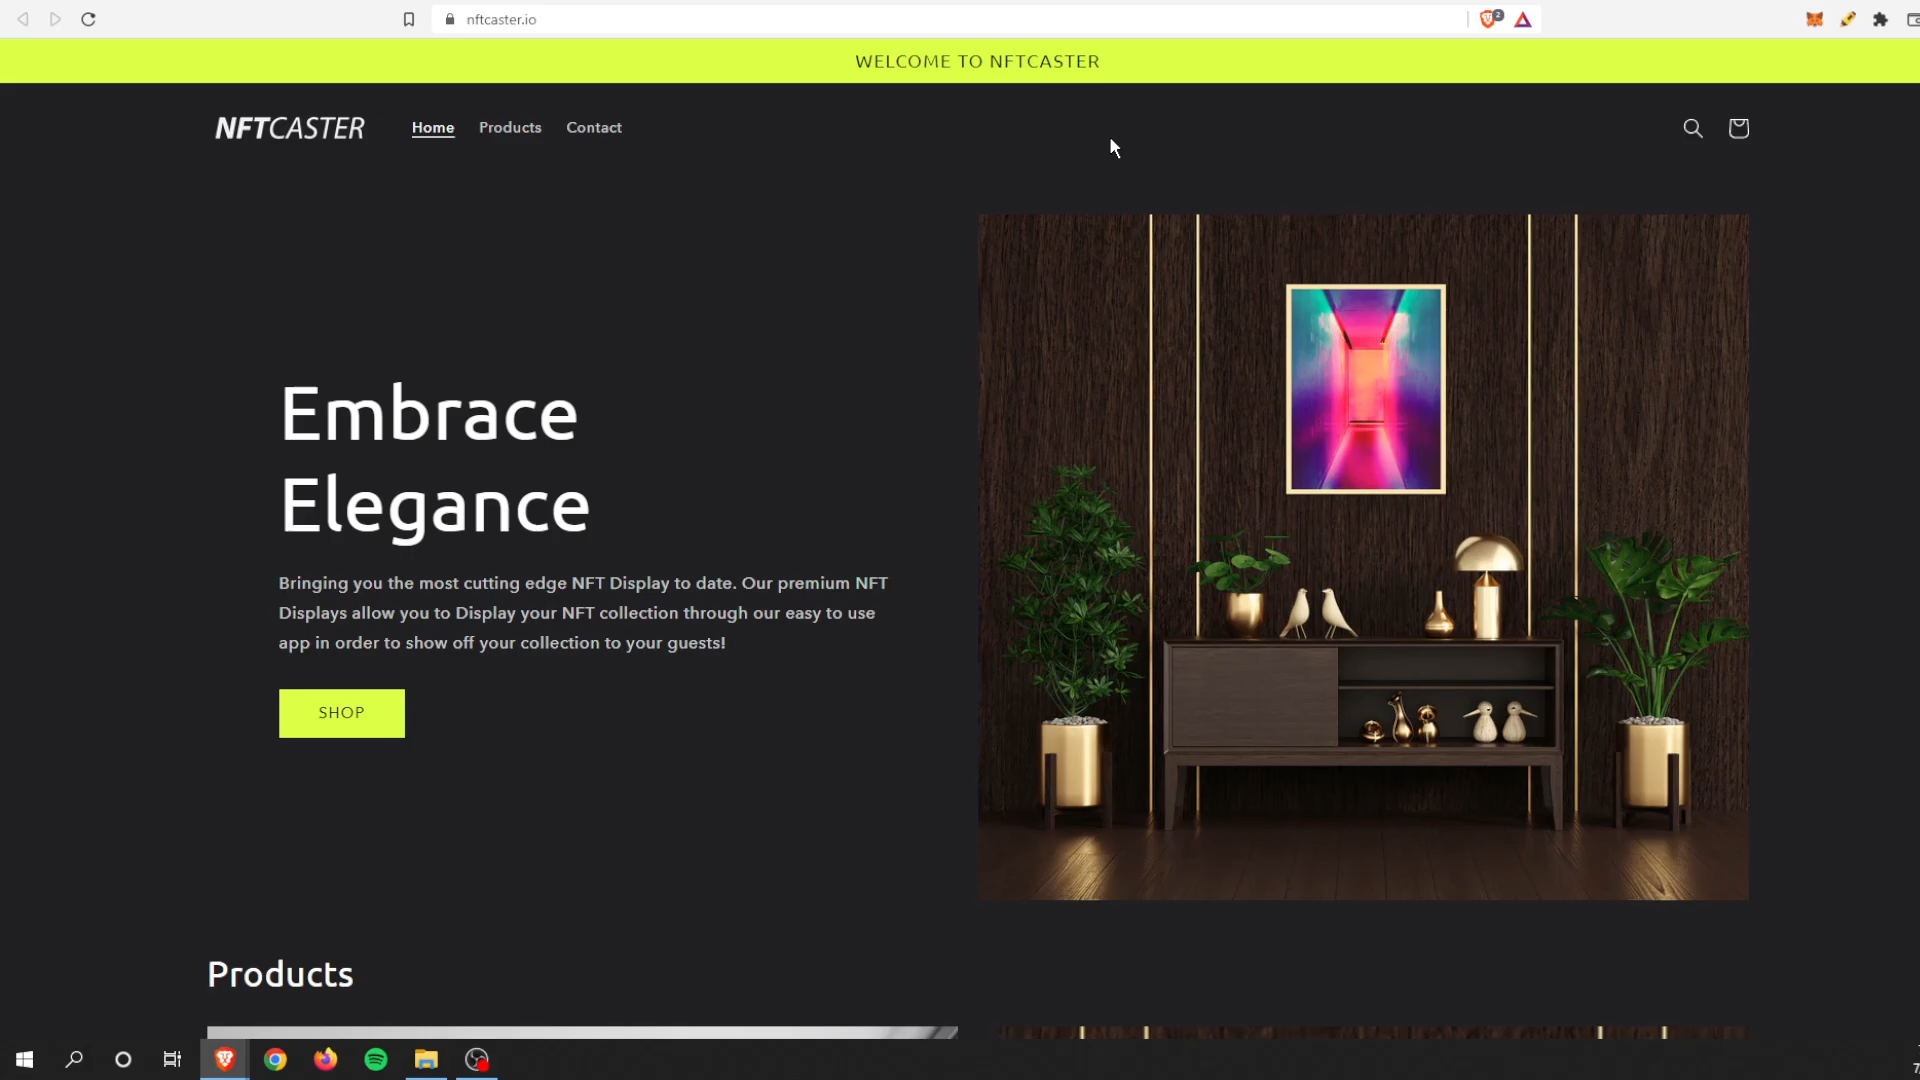 nftcaster.io
2
WELCOME TO NFTCASTER
NFTCASTER
Home
Products
Contact
Embrace
Elegance
Bringing you the most cutting edge NFT Display to date. Our premium NFT
Displays allow you to Display your NFT collection through our easy to use
app in order to show off your collection to your guests!
SHOP
Products